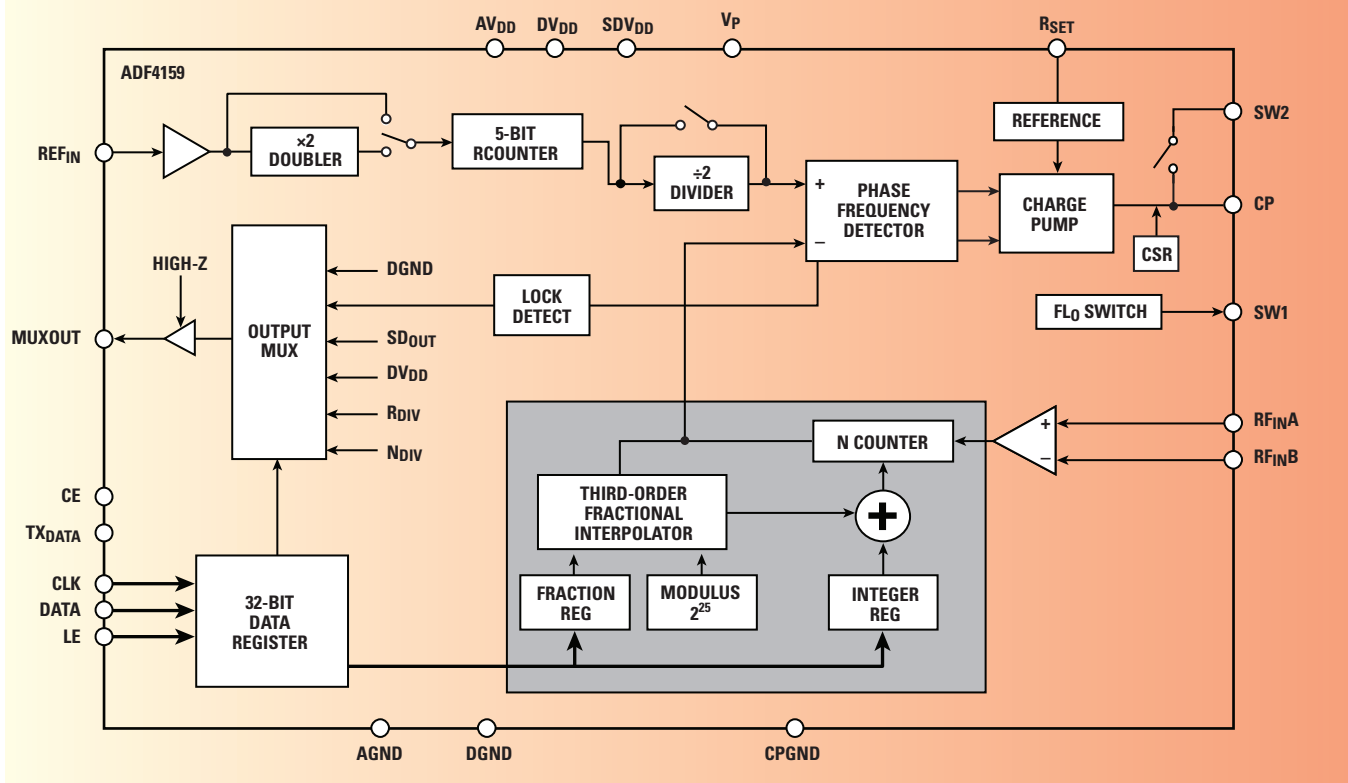 AVDD
DVDD
SDVDD
VP
RSET
ADF4159
REFIN
×2
DOUBLER
5-BIT
RCOUNTER
÷2
DIVIDER
+
−
PHASE
FREQUENCY
DETECTOR
REFERENCE
CHARGE
PUMP
CSR
SW2
CP
HIGH-Z
MUXOUT
OUTPUT
MUX
DGND
LOCK
DETECT
SDOUT
DVDD
RDIV
NDIV
FLO SWITCH
SW1
N COUNTER
+
−
RFINA
RFINB
THIRD-ORDER
FRACTIONAL
INTERPOLATOR
+
FRACTION
REG
MODULUS
2²⁵
INTEGER
REG
CE
TXDATA
CLK
DATA
LE
32-BIT
DATA
REGISTER
AGND
DGND
CPGND